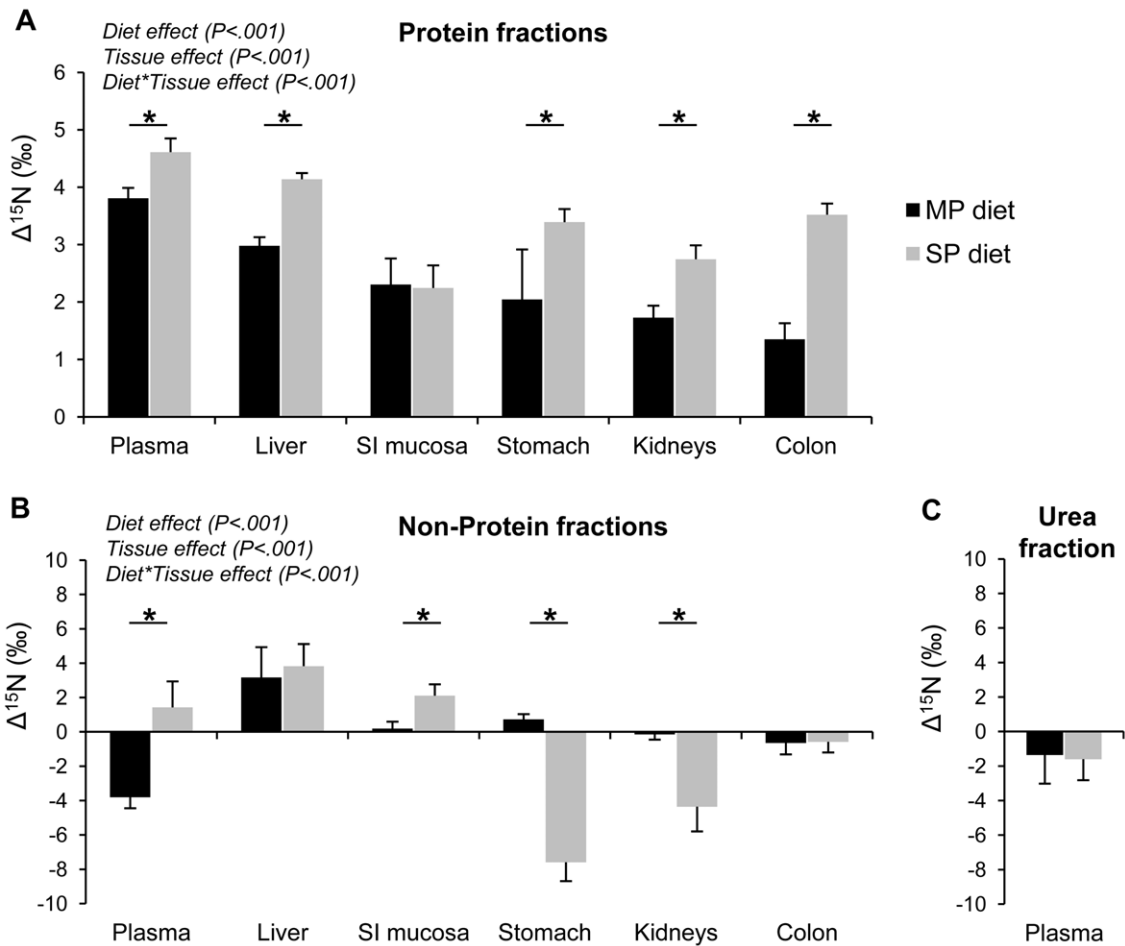 A
Diet effect (P<.001)
Tissue effect (P<.001)
Diet*Tissue effect (P<.001)
Protein fractions
Δ¹⁵N (‰)
6
5
4
3
2
1
0
*
*
*
*
*
Plasma Liver SI mucosa Stomach Kidneys Colon
MP diet
SP diet
B
Diet effect (P<.001)
Tissue effect (P<.001)
Diet*Tissue effect (P<.001)
Non-Protein fractions
Δ¹⁵N (‰)
10
8
6
4
2
0
-2
-4
-6
-8
-10
*
*
*
*
Plasma Liver SI mucosa Stomach Kidneys Colon
C
Urea
fraction
Δ¹⁵N (‰)
10
8
6
4
2
0
-2
-4
-6
-8
-10
Plasma